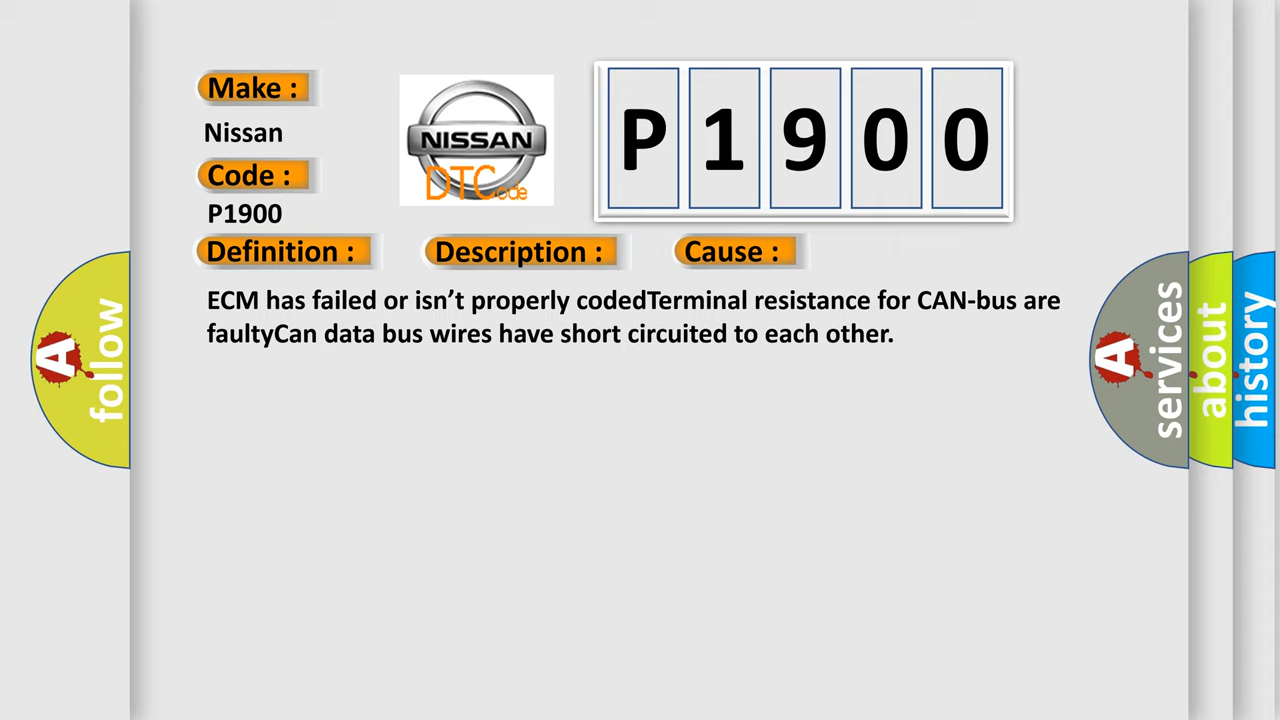 Make :
Nissan
Code :
P1900
NISSAN
DTCode
P1900
Definition :
Description :
Cause :
ECM has failed or isn’t properly codedTerminal resistance for CAN-bus are
faultyCan data bus wires have short circuited to each other.
A
follow
A
services
about
history